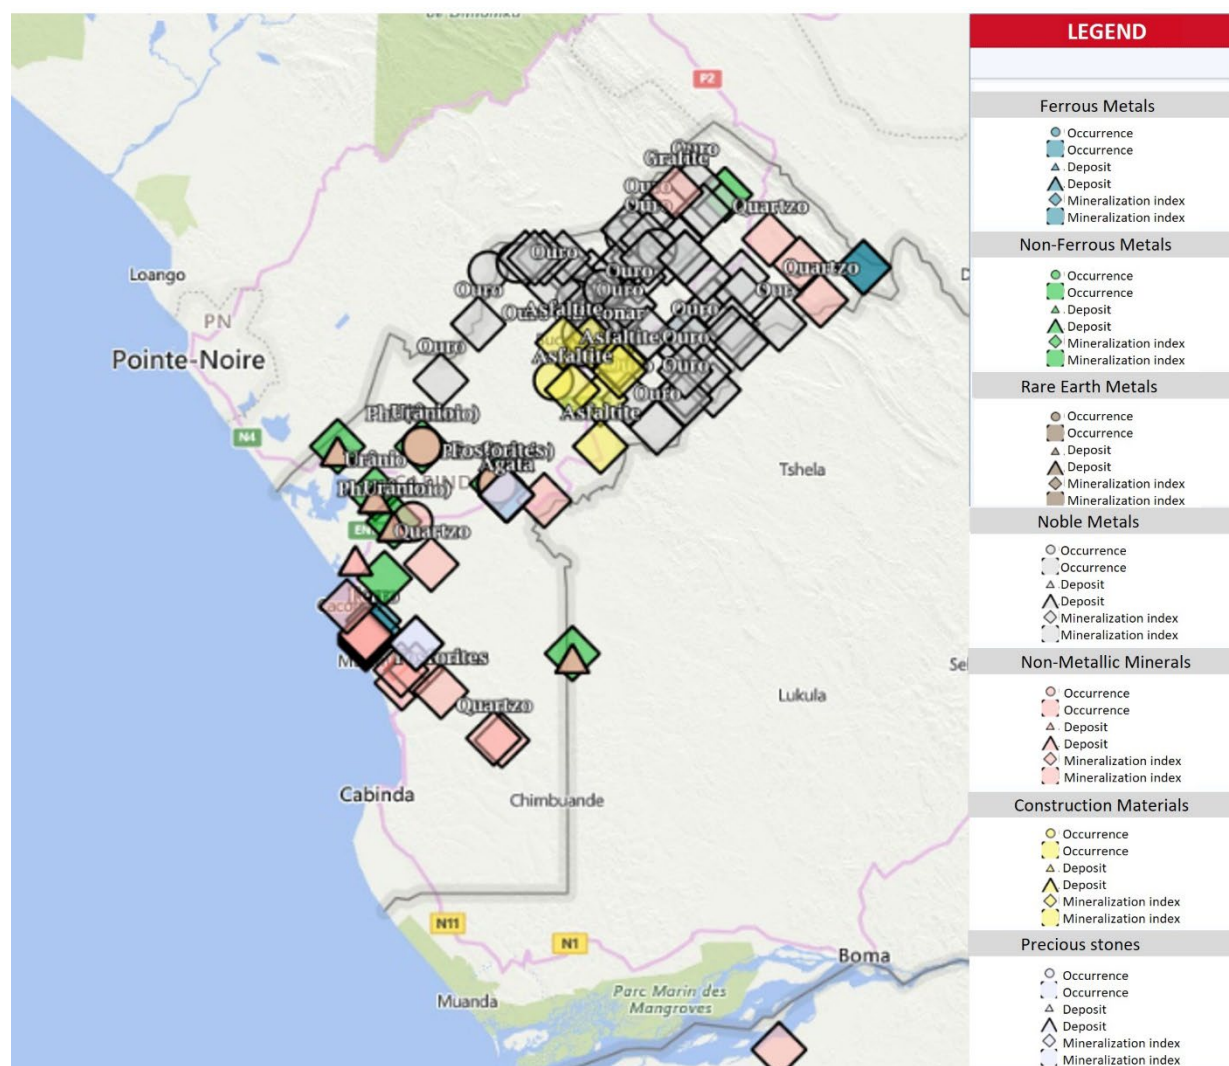 P2
Ouro
Grafite
Ouro
Ouro
Quartzo
Loango
Ouro
Quartzo
Ouro
Ouro
Ouro
PN
Asfaltite
Ouro
Pointe-Noire
Asfaltite
Ouro
Ouro
Asfaltite
Ouro
Ouro
Asfaltite
N4
Fosforites)
Urânio
Agata
Tshela
Quartzo
Quartzo
Lukula
Cabinda
Chimbuande
N11
N1
Boma
Muanda
Parc Marin des
Mangroves
LEGEND
Ferrous Metals
Occurrence
Occurrence
Deposit
Deposit
Mineralization index
Mineralization index
Non-Ferrous Metals
Occurrence
Occurrence
Deposit
Deposit
Mineralization index
Mineralization index
Rare Earth Metals
Occurrence
Occurrence
Deposit
Deposit
Mineralization index
Mineralization index
Noble Metals
Occurrence
Occurrence
Deposit
Deposit
Mineralization index
Mineralization index
Non-Metallic Minerals
Occurrence
Occurrence
Deposit
Deposit
Mineralization index
Mineralization index
Construction Materials
Occurrence
Occurrence
Deposit
Deposit
Mineralization index
Mineralization index
Precious stones
Occurrence
Occurrence
Deposit
Deposit
Mineralization index
Mineralization index